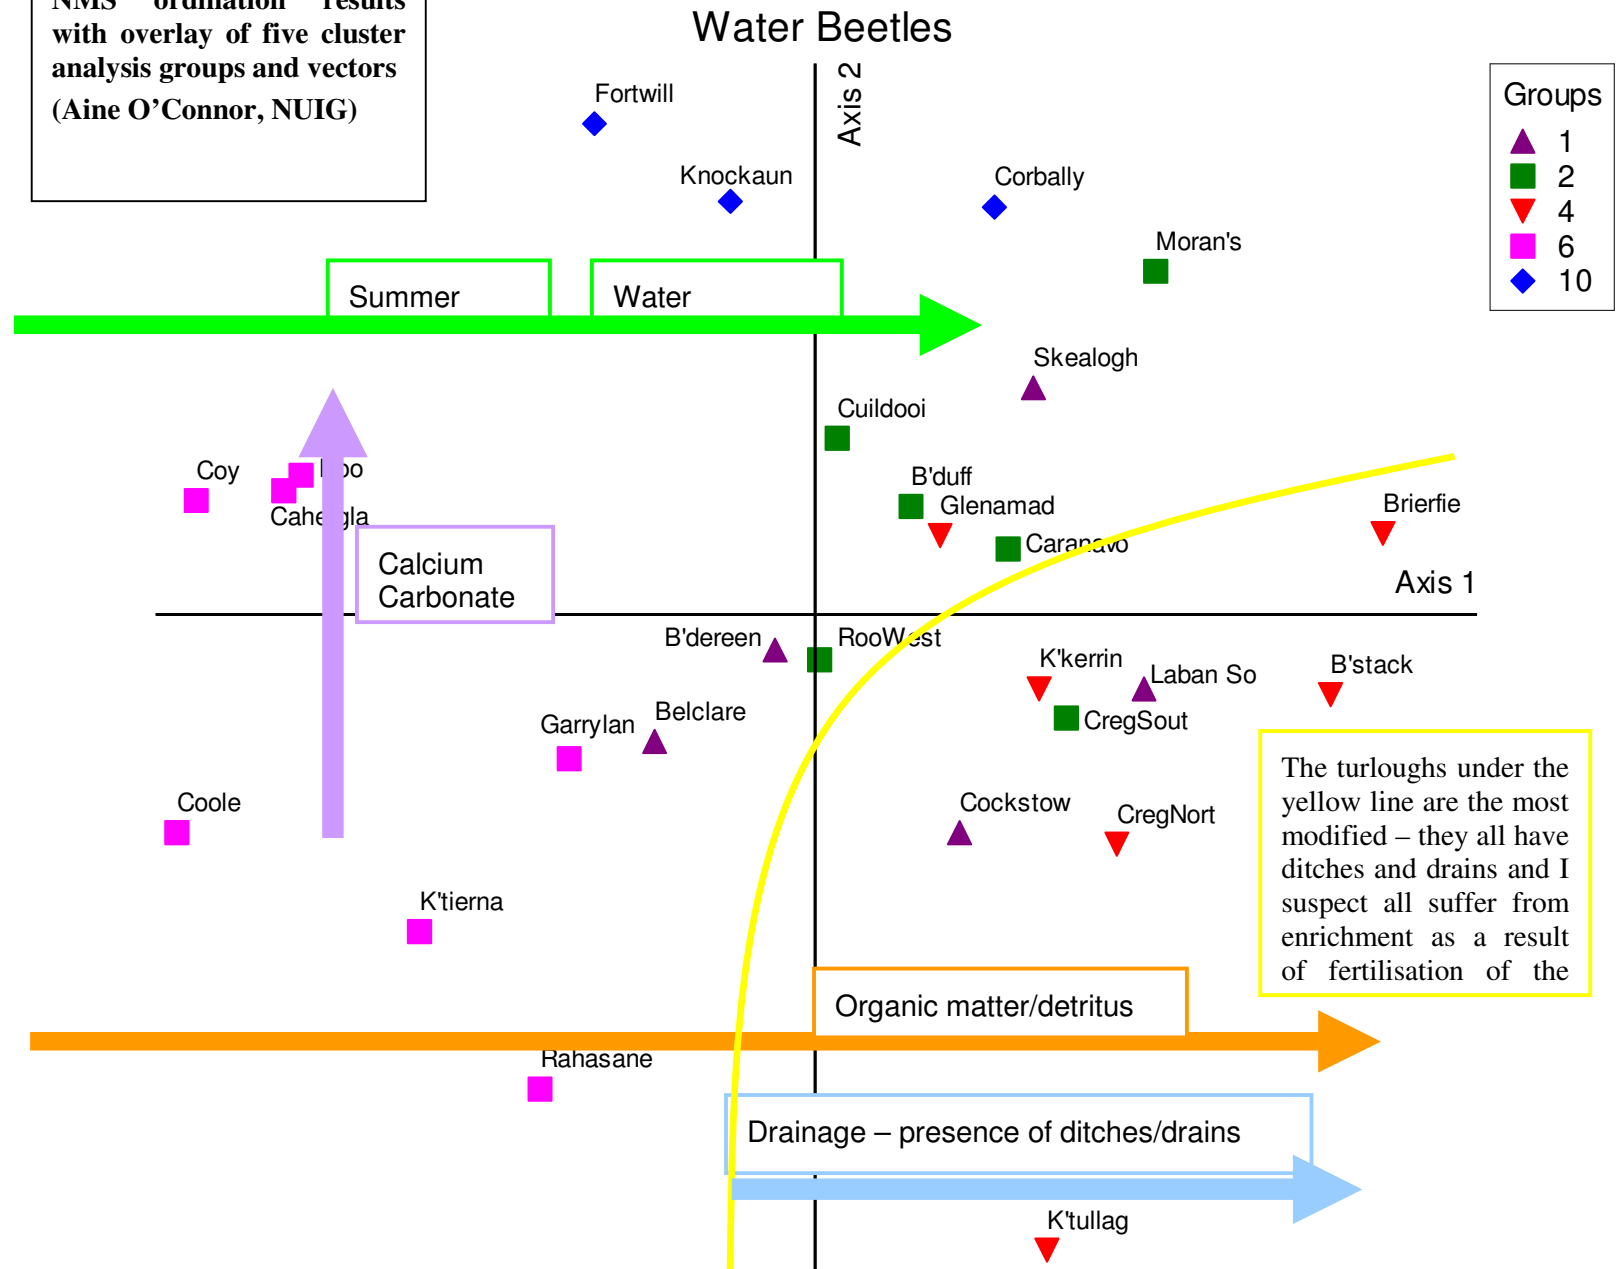 NMS ordination results
with overlay of five cluster
analysis groups and vectors
(Aine O’Connor, NUIG)
Water Beetles
Axis 2
Groups
1
2
4
6
10
Fortwill
Knockaun
Corbally
Moran's
Summer
Water
Skealogh
Cuildooi
Coy
B'duff
Glenamad
Brierfie
Caranavo
Calcium
Carbonate
Axis 1
B'dereen
RooWest
K'kerrin
Laban So
B'stack
Garrylan
Belclare
CregSout
The turloughs under the
yellow line are the most
modified – they all have
ditches and drains and I
suspect all suffer from
enrichment as a result
of fertilisation of the
Coole
Cockstow
CregNort
K'tierna
Organic matter/detritus
Rahasane
Drainage – presence of ditches/drains
K'tullag